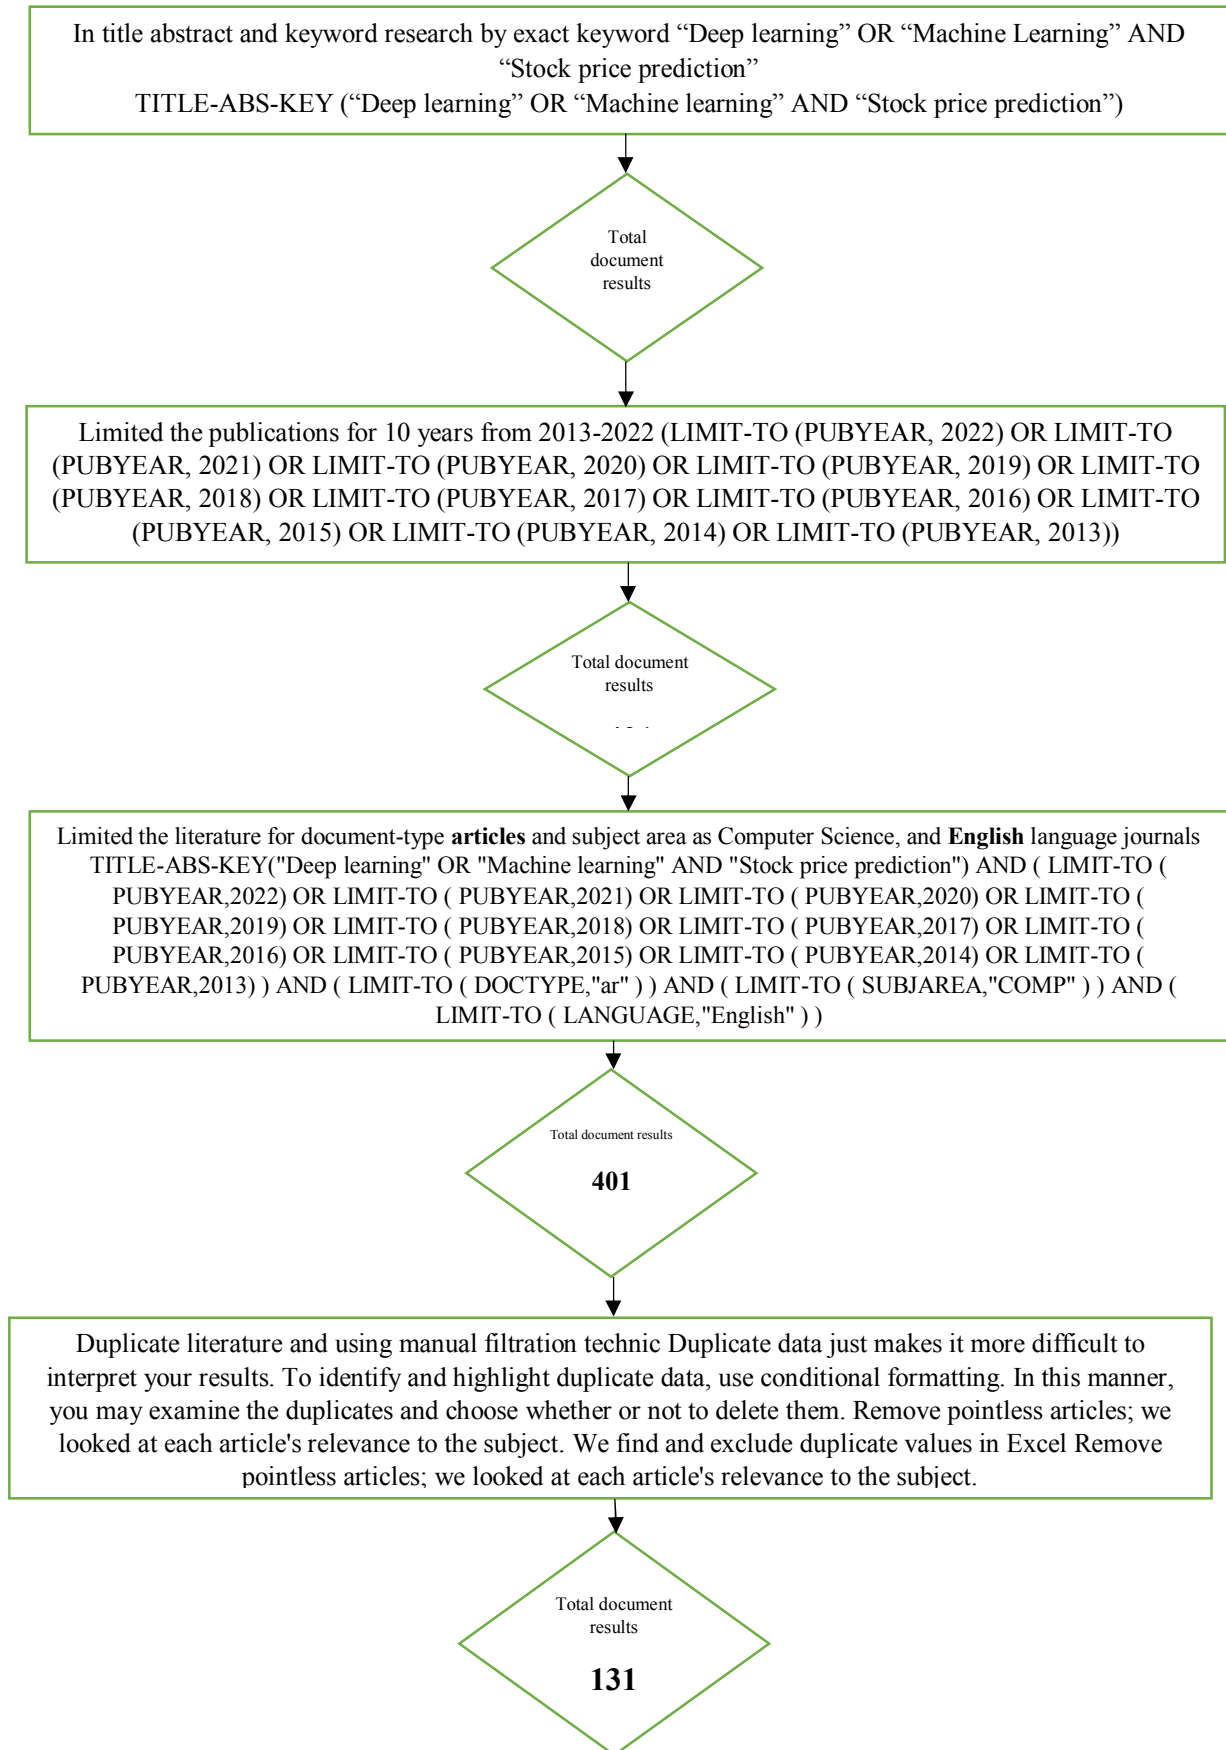 In title abstract and keyword research by exact keyword “Deep learning” OR “Machine Learning” AND
“Stock price prediction”
TITLE-ABS-KEY (“Deep learning” OR “Machine learning” AND “Stock price prediction”)
Total
document
results
Limited the publications for 10 years from 2013-2022 (LIMIT-TO (PUBYEAR, 2022) OR LIMIT-TO
(PUBYEAR, 2021) OR LIMIT-TO (PUBYEAR, 2020) OR LIMIT-TO (PUBYEAR, 2019) OR LIMIT-TO
(PUBYEAR, 2018) OR LIMIT-TO (PUBYEAR, 2017) OR LIMIT-TO (PUBYEAR, 2016) OR LIMIT-TO
(PUBYEAR, 2015) OR LIMIT-TO (PUBYEAR, 2014) OR LIMIT-TO (PUBYEAR, 2013))
Total document
results
Limited the literature for document-type articles and subject area as Computer Science, and English language journals
TITLE-ABS-KEY("Deep learning" OR "Machine learning" AND "Stock price prediction") AND ( LIMIT-TO (
PUBYEAR,2022) OR LIMIT-TO ( PUBYEAR,2021) OR LIMIT-TO ( PUBYEAR,2020) OR LIMIT-TO (
PUBYEAR,2019) OR LIMIT-TO ( PUBYEAR,2018) OR LIMIT-TO ( PUBYEAR,2017) OR LIMIT-TO (
PUBYEAR,2016) OR LIMIT-TO ( PUBYEAR,2015) OR LIMIT-TO ( PUBYEAR,2014) OR LIMIT-TO (
PUBYEAR,2013) ) AND ( LIMIT-TO ( DOCTYPE,"ar" ) ) AND ( LIMIT-TO ( SUBJAREA,"COMP" ) ) AND (
LIMIT-TO ( LANGUAGE,"English" ) )
Total document results
401
Duplicate literature and using manual filtration technic Duplicate data just makes it more difficult to
interpret your results. To identify and highlight duplicate data, use conditional formatting. In this manner,
you may examine the duplicates and choose whether or not to delete them. Remove pointless articles; we
looked at each article's relevance to the subject. We find and exclude duplicate values in Excel Remove
pointless articles; we looked at each article's relevance to the subject.
Total document
results
131